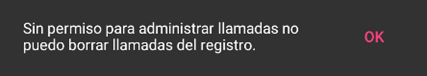 Sin permiso para administrar llamadas no
puedo borrar llamadas del registro.
OK